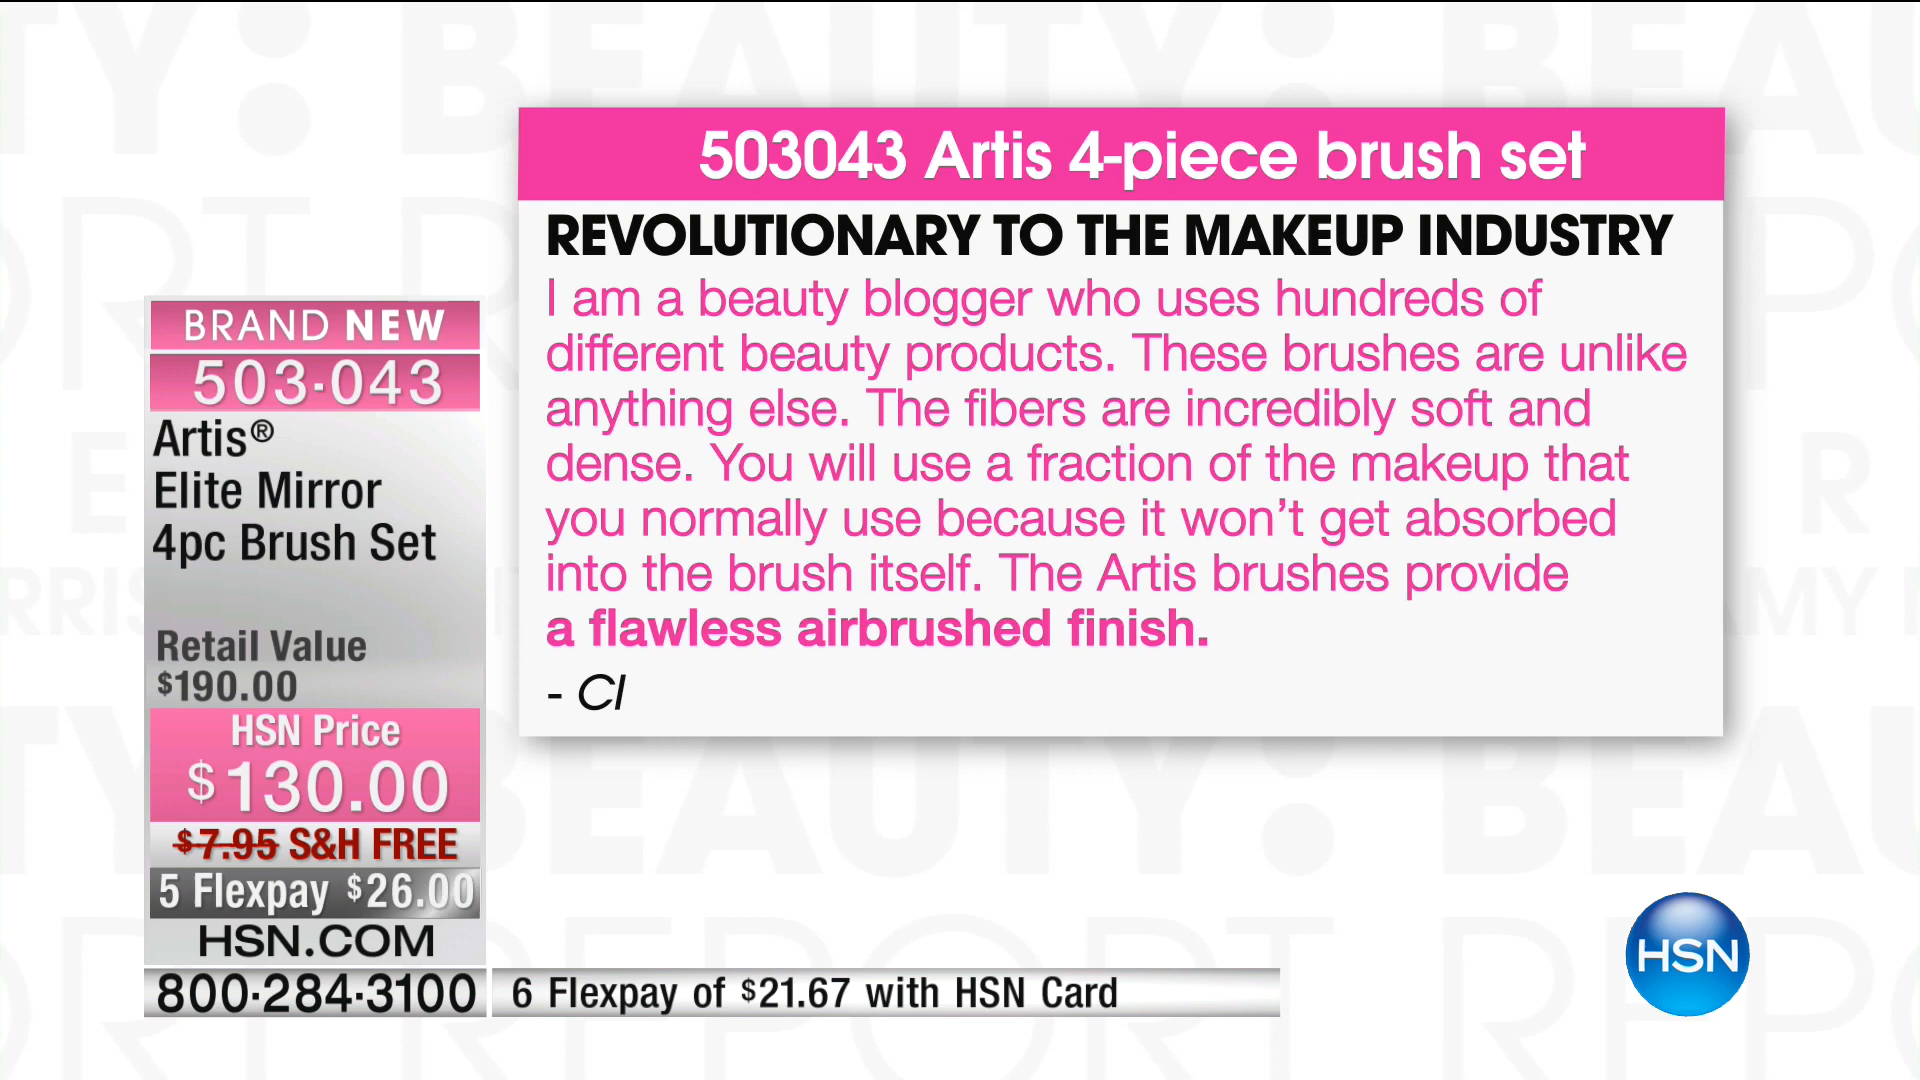 503043 Artis 4-piece brush set
REVOLUTIONARY TO THE MAKEUP INDUSTRY
I am a beauty blogger who uses hundreds of
different beauty products. These brushes are unlike
anything else. The fibers are incredibly soft and
dense. You will use a fraction of the makeup that
you normally use because it won’t get absorbed
into the brush itself. The Artis brushes provide
a flawless airbrushed finish.
- CI
BRAND NEW
503·043
Artis®
Elite Mirror
4pc Brush Set
Retail Value
$190.00
HSN Price
$130.00
$7.95 S&H FREE
5 Flexpay $26.00
HSN.COM
800·284·3100
6 Flexpay of $21.67 with HSN Card
HSN